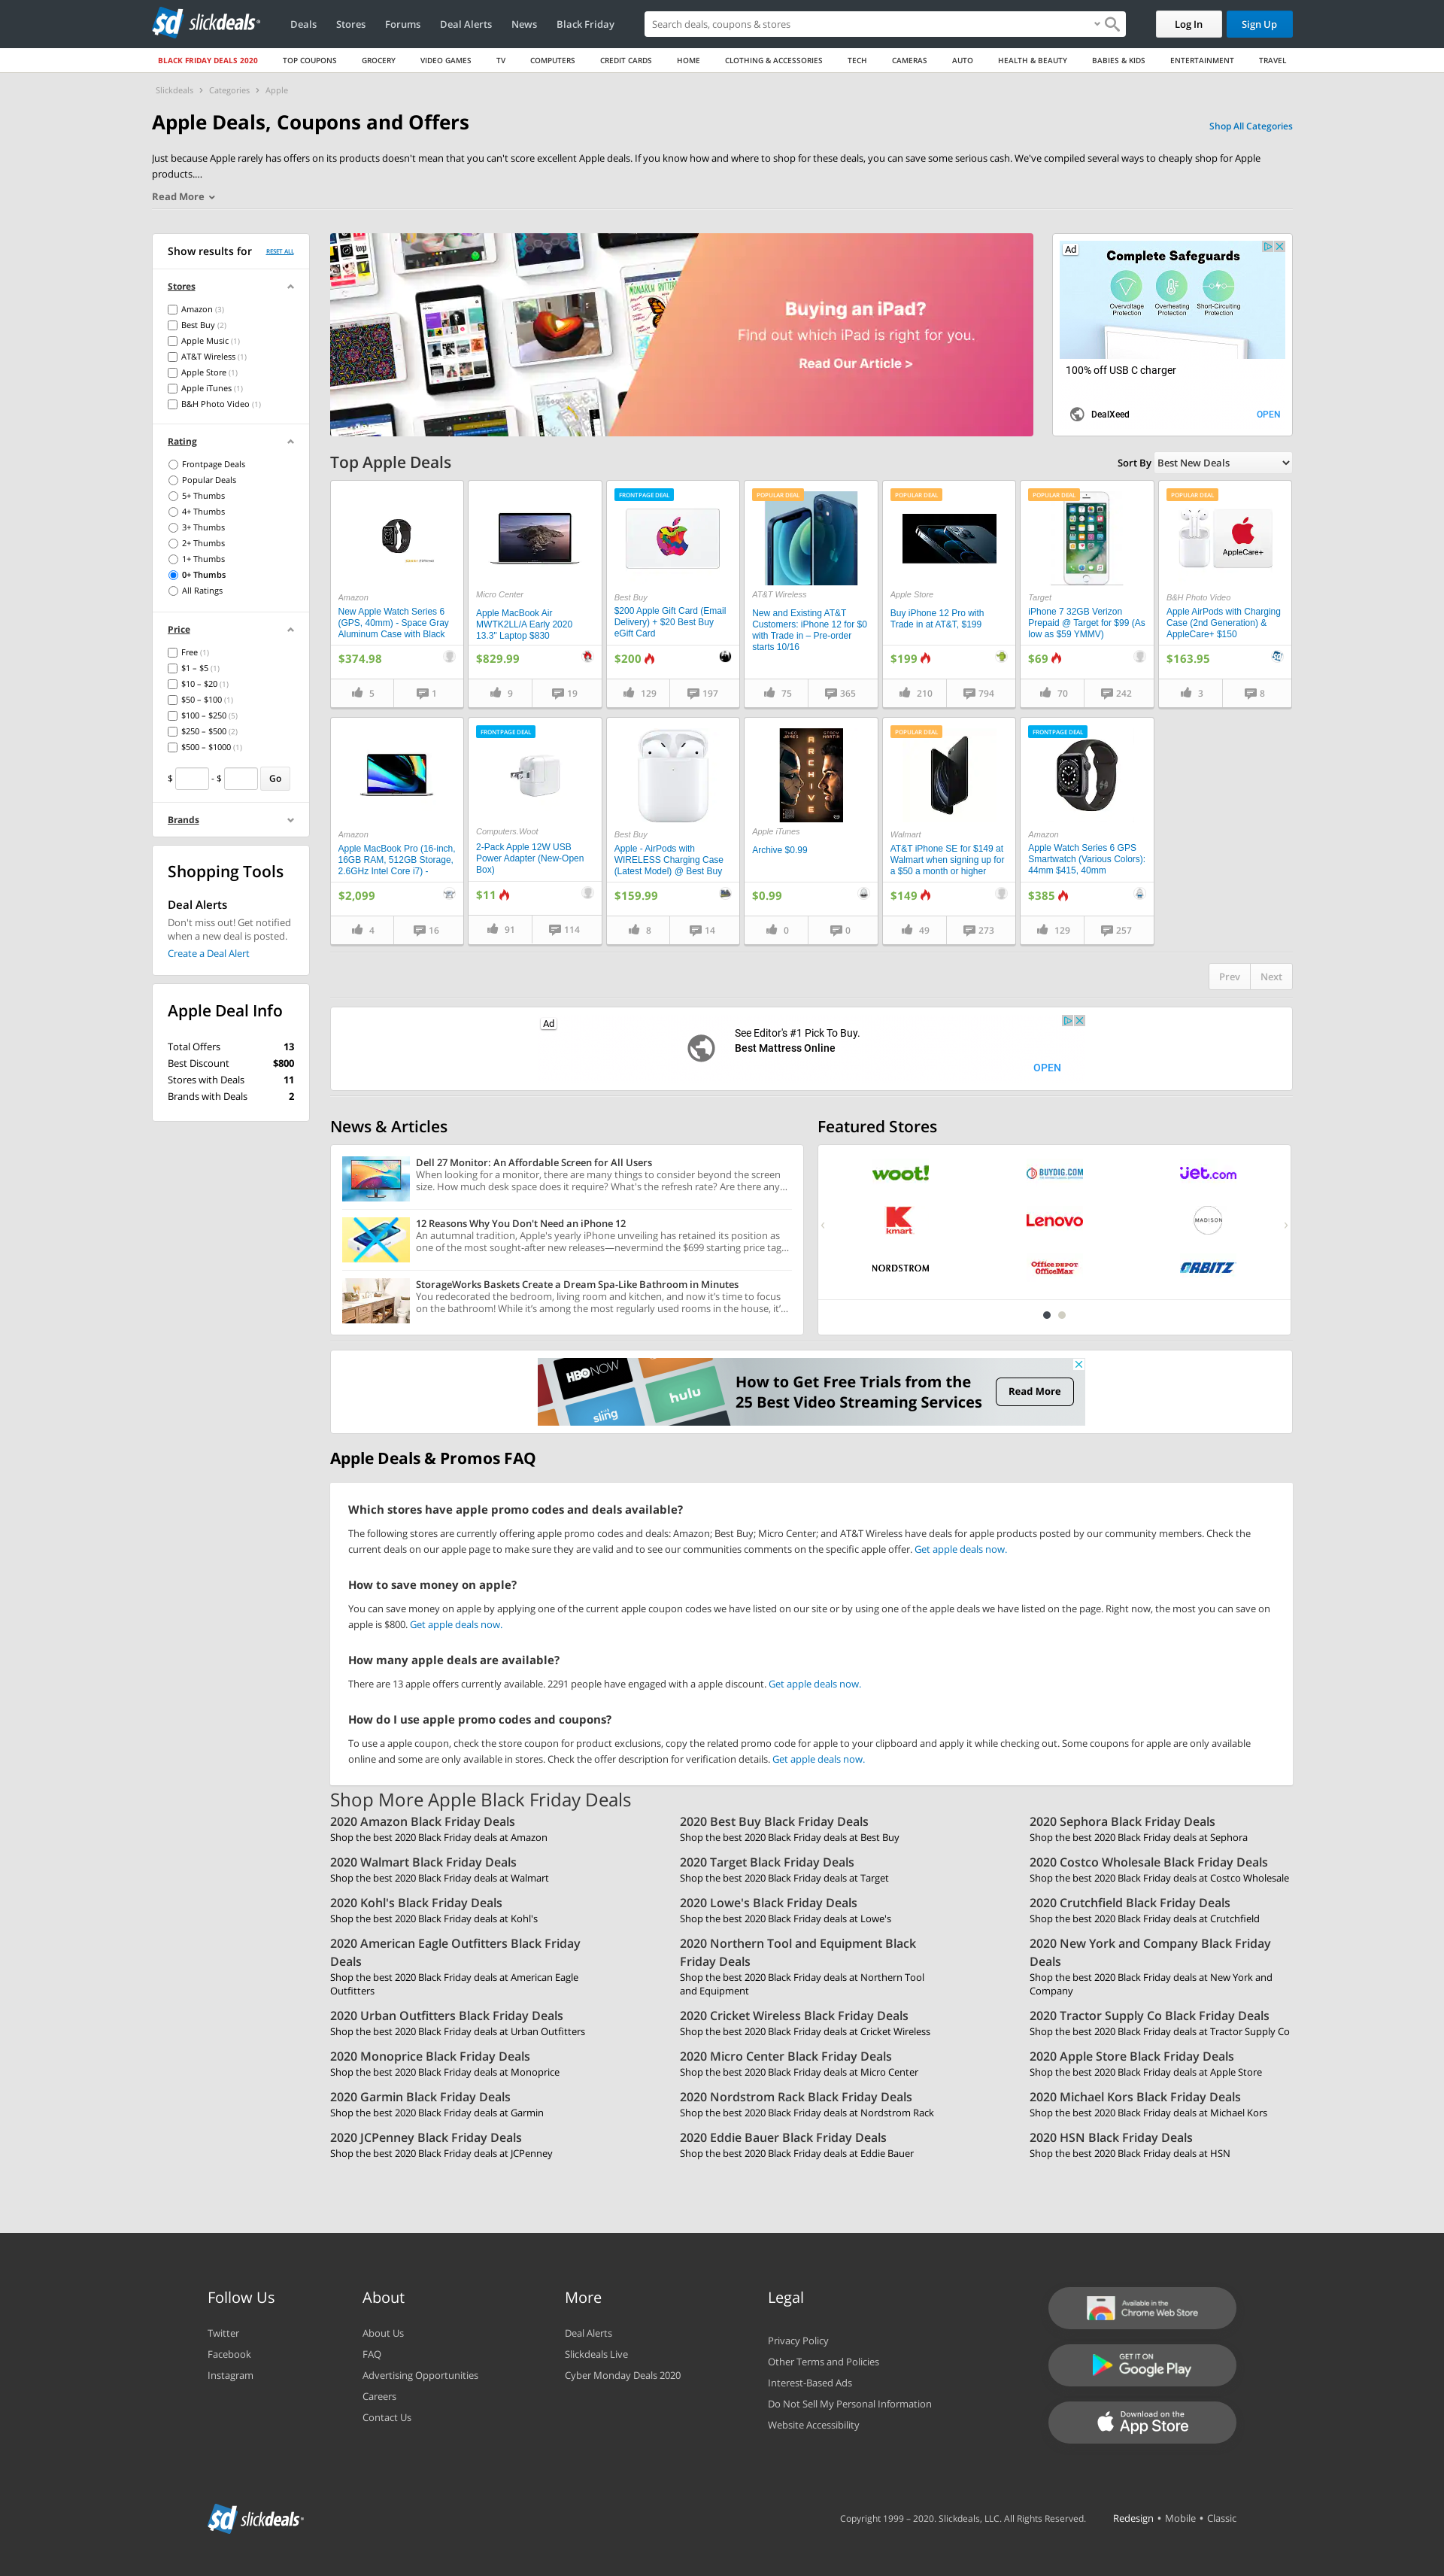 slickdeals
Deals
Stores
Forums
Deal Alerts
News
Black Friday
Search deals, coupons & stores
Log In
Sign Up
BLACK FRIDAY DEALS 2020
TOP COUPONS
GROCERY
VIDEO GAMES
TV
COMPUTERS
CREDIT CARDS
HOME
CLOTHING & ACCESSORIES
TECH
CAMERAS
AUTO
HEALTH & BEAUTY
BABIES & KIDS
ENTERTAINMENT
TRAVEL
Slickdeals › Categories › Apple
Apple Deals, Coupons and Offers
Shop All Categories
Just because Apple rarely has offers on its products doesn't mean that you can't score excellent Apple deals. If you know how and where to shop for these deals, you can save some serious cash. We've compiled several ways to cheaply shop for Apple
products....
Read More
Show results for
RESET ALL
Stores
Amazon (3)
Best Buy (2)
Apple Music (1)
AT&T Wireless (1)
Apple Store (1)
Apple iTunes (1)
B&H Photo Video (1)
Rating
Frontpage Deals
Popular Deals
5+ Thumbs
4+ Thumbs
3+ Thumbs
2+ Thumbs
1+ Thumbs
0+ Thumbs
All Ratings
Price
Free (1)
$1 – $5 (1)
$10 – $20 (1)
$50 – $100 (1)
$100 – $250 (5)
$250 – $500 (2)
$500 – $1000 (1)
$ - $ Go
Brands
Shopping Tools
Deal Alerts
Don't miss out! Get notified
when a new deal is posted.
Create a Deal Alert
Apple Deal Info
Total Offers 13
Best Discount $800
Stores with Deals 11
Brands with Deals 2
Buying an iPad?
Find out which iPad is right for you.
Read Our Article >
Ad
Complete Safeguards
Overvoltage
Protection
Overheating
Protection
Short-Circuiting
Protection
100% off USB C charger
DealXeed
OPEN
Top Apple Deals
Sort By Best New Deals
Amazon
New Apple Watch Series 6
(GPS, 40mm) - Space Gray
Aluminum Case with Black
$374.98
5
1
Micro Center
Apple MacBook Air
MWTK2LL/A Early 2020
13.3" Laptop $830
$829.99
9
19
FRONTPAGE DEAL
Best Buy
$200 Apple Gift Card (Email
Delivery) + $20 Best Buy
eGift Card
$200
129
197
POPULAR DEAL
AT&T Wireless
New and Existing AT&T
Customers: iPhone 12 for $0
with Trade in – Pre-order
starts 10/16
75
365
POPULAR DEAL
Apple Store
Buy iPhone 12 Pro with
Trade in at AT&T, $199
$199
210
794
POPULAR DEAL
Target
iPhone 7 32GB Verizon
Prepaid @ Target for $99 (As
low as $59 YMMV)
$69
70
242
POPULAR DEAL
AppleCare+
B&H Photo Video
Apple AirPods with Charging
Case (2nd Generation) &
AppleCare+ $150
$163.95
3
8
Amazon
Apple MacBook Pro (16-inch,
16GB RAM, 512GB Storage,
2.6GHz Intel Core i7) -
$2,099
4
16
FRONTPAGE DEAL
Computers.Woot
2-Pack Apple 12W USB
Power Adapter (New-Open
Box)
$11
91
114
Best Buy
Apple - AirPods with
WIRELESS Charging Case
(Latest Model) @ Best Buy
$159.99
8
14
ARCHIVE
Apple iTunes
Archive $0.99
$0.99
0
0
POPULAR DEAL
Walmart
AT&T iPhone SE for $149 at
Walmart when signing up for
a $50 a month or higher
$149
49
273
FRONTPAGE DEAL
Amazon
Apple Watch Series 6 GPS
Smartwatch (Various Colors):
44mm $415, 40mm
$385
129
257
Prev
Next
Ad
See Editor's #1 Pick To Buy.
Best Mattress Online
OPEN
News & Articles
Dell 27 Monitor: An Affordable Screen for All Users
When looking for a monitor, there are many things to consider beyond the screen
size. How much desk space does it require? What's the refresh rate? Are there any...
12 Reasons Why You Don't Need an iPhone 12
An autumnal tradition, Apple's yearly iPhone unveiling has retained its position as
one of the most sought-after new releases—nevermind the $699 starting price tag...
StorageWorks Baskets Create a Dream Spa-Like Bathroom in Minutes
You redecorated the bedroom, living room and kitchen, and now it's time to focus
on the bathroom! While it's among the most regularly used rooms in the house, it'...
Featured Stores
woot!
BUYDIG.COM
jet.com
kmart
Lenovo
MADISON
NORDSTROM
Office DEPOT
OfficeMax
ORBITZ
HBO NOW
sling
hulu
How to Get Free Trials from the
25 Best Video Streaming Services
Read More
Apple Deals & Promos FAQ
Which stores have apple promo codes and deals available?
The following stores are currently offering apple promo codes and deals: Amazon; Best Buy; Micro Center; and AT&T Wireless have deals for apple products posted by our community members. Check the
current deals on our apple page to make sure they are valid and to see our communities comments on the specific apple offer. Get apple deals now.
How to save money on apple?
You can save money on apple by applying one of the current apple coupon codes we have listed on our site or by using one of the apple deals we have listed on the page. Right now, the most you can save on
apple is $800. Get apple deals now.
How many apple deals are available?
There are 13 apple offers currently available. 2291 people have engaged with a apple discount. Get apple deals now.
How do I use apple promo codes and coupons?
To use a apple coupon, check the store coupon for product exclusions, copy the related promo code for apple to your clipboard and apply it while checking out. Some coupons for apple are only available
online and some are only available in stores. Check the offer description for verification details. Get apple deals now.
Shop More Apple Black Friday Deals
2020 Amazon Black Friday Deals
Shop the best 2020 Black Friday deals at Amazon
2020 Best Buy Black Friday Deals
Shop the best 2020 Black Friday deals at Best Buy
2020 Sephora Black Friday Deals
Shop the best 2020 Black Friday deals at Sephora
2020 Walmart Black Friday Deals
Shop the best 2020 Black Friday deals at Walmart
2020 Target Black Friday Deals
Shop the best 2020 Black Friday deals at Target
2020 Costco Wholesale Black Friday Deals
Shop the best 2020 Black Friday deals at Costco Wholesale
2020 Kohl's Black Friday Deals
Shop the best 2020 Black Friday deals at Kohl's
2020 Lowe's Black Friday Deals
Shop the best 2020 Black Friday deals at Lowe's
2020 Crutchfield Black Friday Deals
Shop the best 2020 Black Friday deals at Crutchfield
2020 American Eagle Outfitters Black Friday
Deals
Shop the best 2020 Black Friday deals at American Eagle
Outfitters
2020 Northern Tool and Equipment Black
Friday Deals
Shop the best 2020 Black Friday deals at Northern Tool
and Equipment
2020 New York and Company Black Friday
Deals
Shop the best 2020 Black Friday deals at New York and
Company
2020 Urban Outfitters Black Friday Deals
Shop the best 2020 Black Friday deals at Urban Outfitters
2020 Cricket Wireless Black Friday Deals
Shop the best 2020 Black Friday deals at Cricket Wireless
2020 Tractor Supply Co Black Friday Deals
Shop the best 2020 Black Friday deals at Tractor Supply Co
2020 Monoprice Black Friday Deals
Shop the best 2020 Black Friday deals at Monoprice
2020 Micro Center Black Friday Deals
Shop the best 2020 Black Friday deals at Micro Center
2020 Apple Store Black Friday Deals
Shop the best 2020 Black Friday deals at Apple Store
2020 Garmin Black Friday Deals
Shop the best 2020 Black Friday deals at Garmin
2020 Nordstrom Rack Black Friday Deals
Shop the best 2020 Black Friday deals at Nordstrom Rack
2020 Michael Kors Black Friday Deals
Shop the best 2020 Black Friday deals at Michael Kors
2020 JCPenney Black Friday Deals
Shop the best 2020 Black Friday deals at JCPenney
2020 Eddie Bauer Black Friday Deals
Shop the best 2020 Black Friday deals at Eddie Bauer
2020 HSN Black Friday Deals
Shop the best 2020 Black Friday deals at HSN
Follow Us
Twitter
Facebook
Instagram
About
About Us
FAQ
Advertising Opportunities
Careers
Contact Us
More
Deal Alerts
Slickdeals Live
Cyber Monday Deals 2020
Legal
Privacy Policy
Other Terms and Policies
Interest-Based Ads
Do Not Sell My Personal Information
Website Accessibility
Available in the
Chrome Web Store
GET IT ON
Google Play
Download on the
App Store
slickdeals
Copyright 1999 – 2020. Slickdeals, LLC. All Rights Reserved.
Redesign • Mobile • Classic